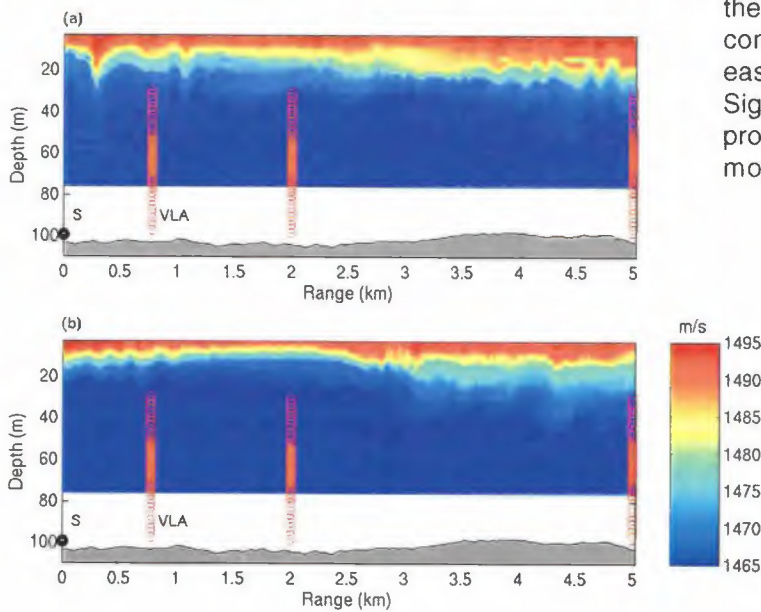 (a)
20
40
60
80
100
Depth (m)
S
VLA
0 0.5 1 1.5 2 2.5 3 3.5 4 4.5 5
Range (km)
(b)
20
40
60
80
100
Depth (m)
S
VLA
0 0.5 1 1.5 2 2.5 3 3.5 4 4.5 5
Range (km)
m/s
1495
1490
1485
1480
1475
1470
1465
the
con
eas
Sig
pro
mo